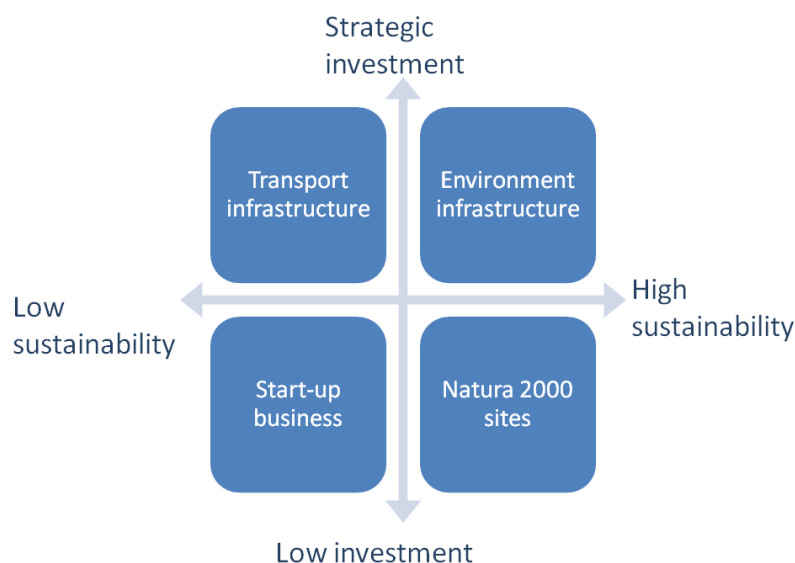 Strategic
investment
Transport
infrastructure
Environment
infrastructure
Low
sustainability
High
sustainability
Start-up
business
Natura 2000
sites
Low investment